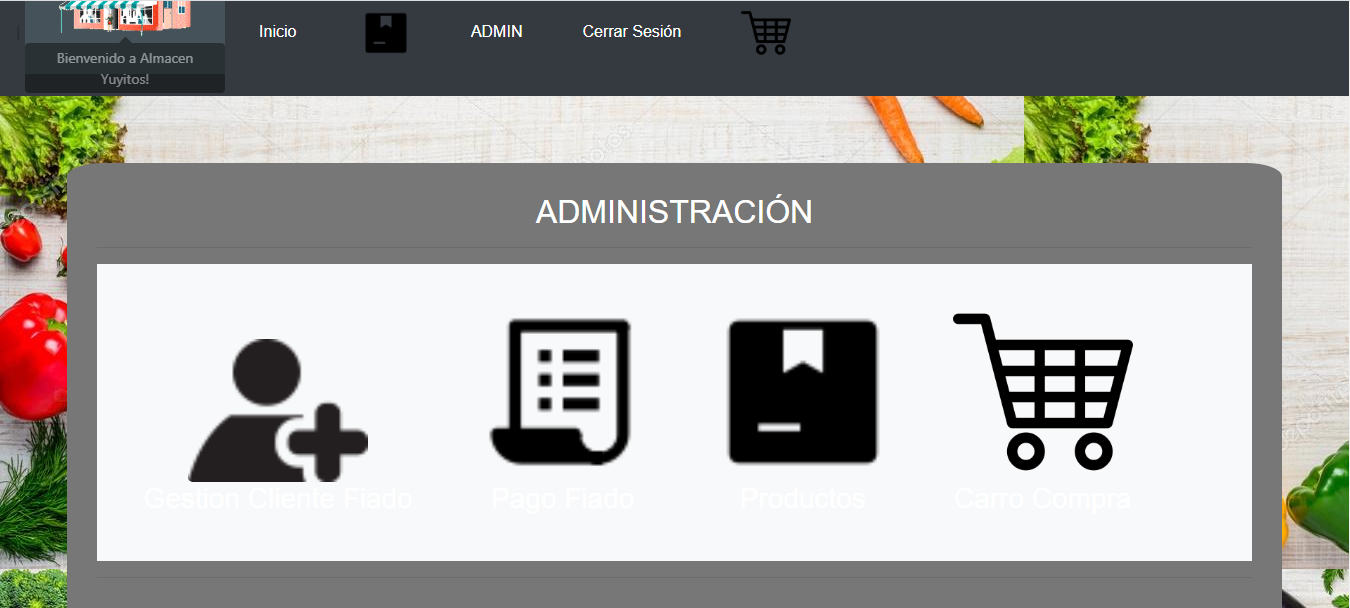 Inicio
ADMIN
Cerrar Sesión
Bienvenido a Almacen
Yuyitos!
ADMINISTRACIÓN
Gestion Cliente Fiado
Pago Fiado
Productos
Carro Compra